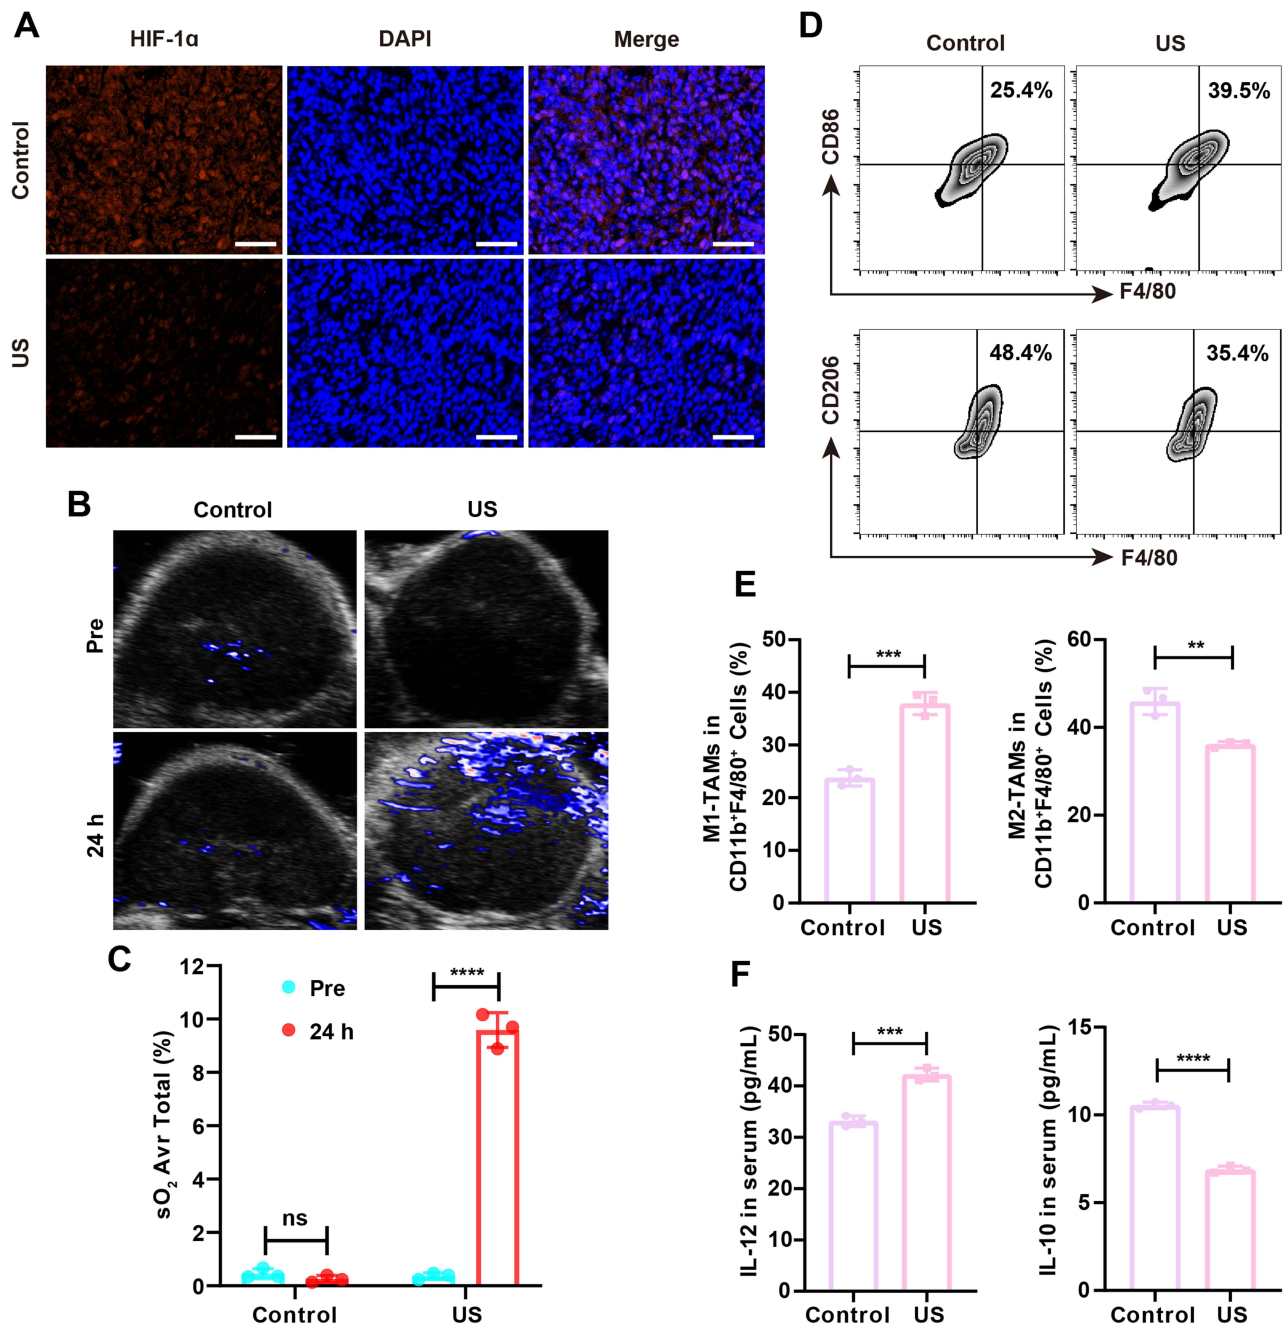 A
HIF-1α
DAPI
Merge
Control
US
B
Control
US
Pre
24 h
C
sO2 Avr Total (%)
12
10
8
6
4
2
0
Pre
24 h
ns
****
Control
US
D
Control
US
25.4%
39.5%
CD86
F4/80
48.4%
35.4%
CD206
F4/80
E
M1-TAMs in
CD11b+F4/80+ Cells (%)
50
40
30
20
10
0
***
Control
US
M2-TAMs in
CD11b+F4/80+ Cells (%)
60
40
20
0
**
Control
US
F
IL-12 in serum (pg/mL)
50
40
30
20
10
0
***
Control
US
IL-10 in serum (pg/mL)
15
10
5
0
****
Control
US